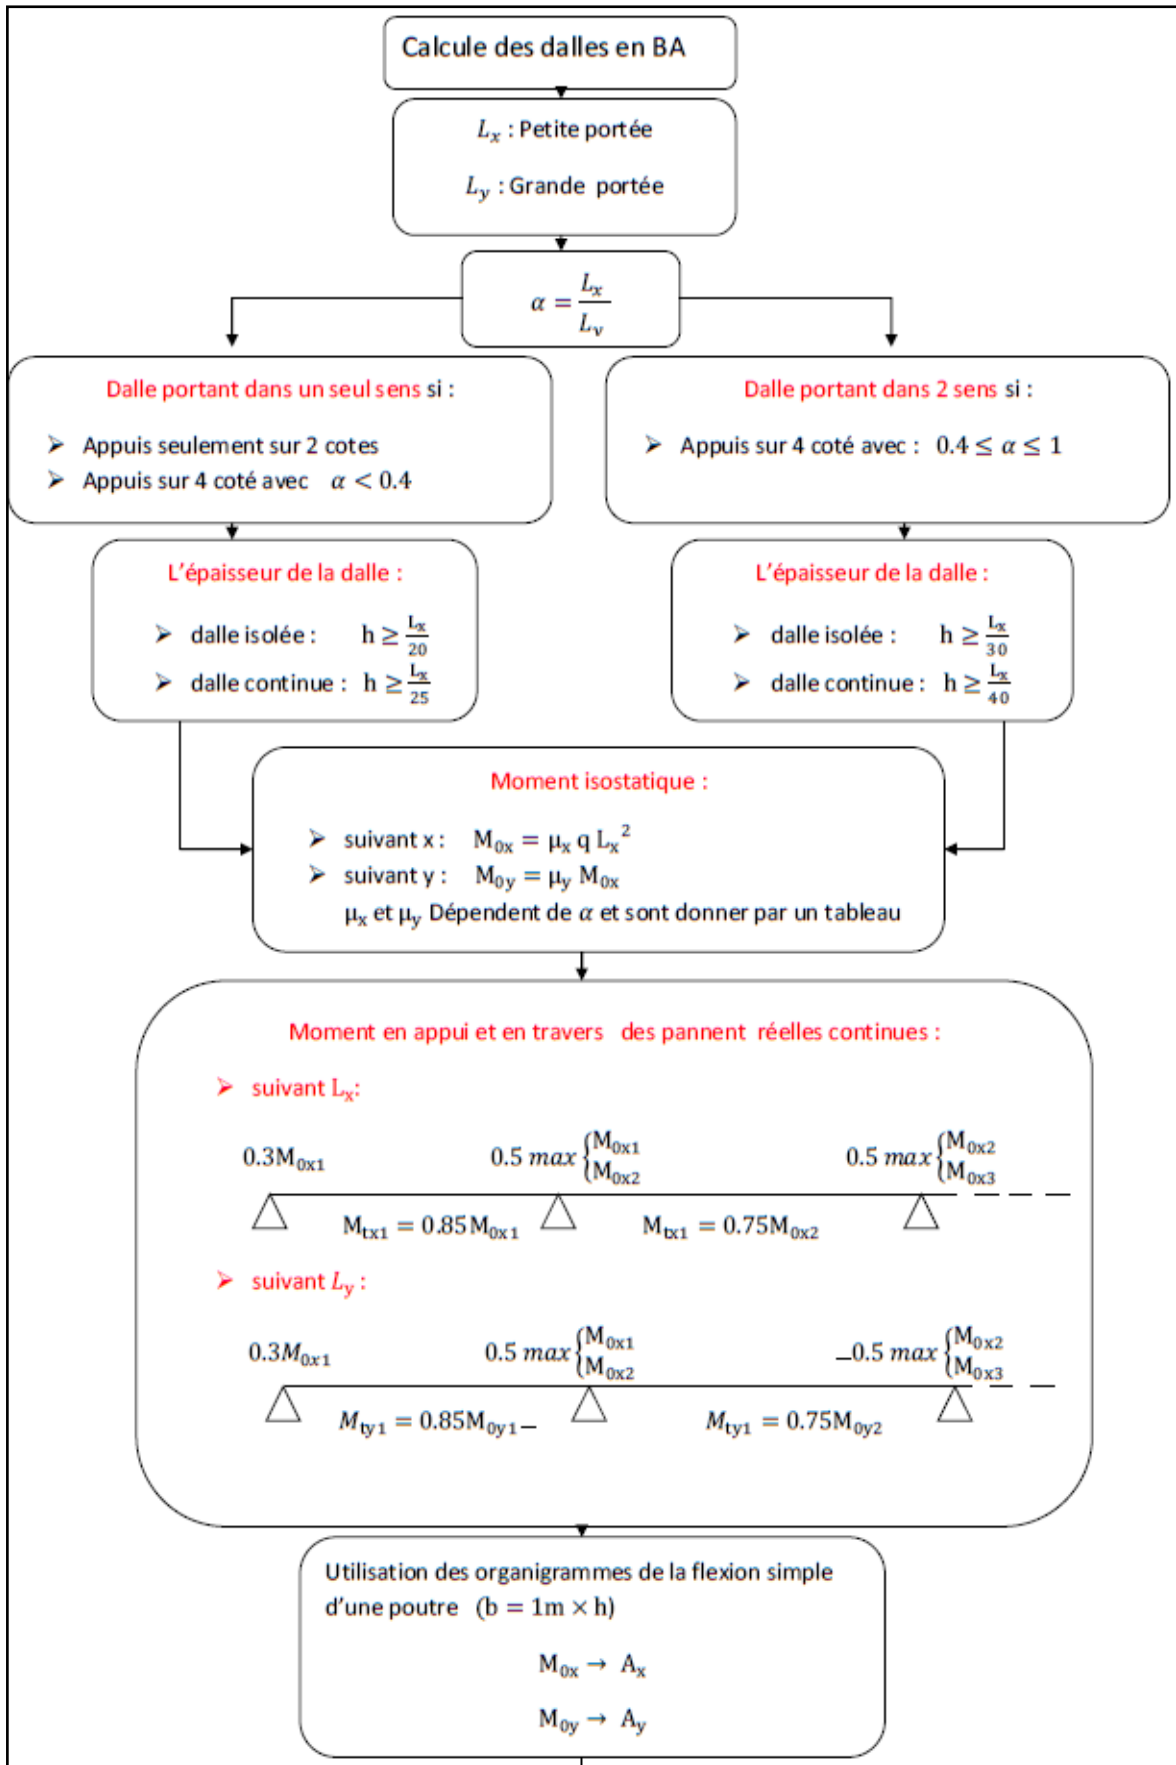 Calcule des dalles en BA
Lx : Petite portée
Ly : Grande portée
α = Lx / Ly
Dalle portant dans un seul sens si :
➢ Appuis seulement sur 2 cotes
➢ Appuis sur 4 coté avec α < 0.4
Dalle portant dans 2 sens si :
➢ Appuis sur 4 coté avec : 0.4 ≤ α ≤ 1
L'épaisseur de la dalle :
➢ dalle isolée : h ≥ Lx/20
➢ dalle continue : h ≥ Lx/25
L'épaisseur de la dalle :
➢ dalle isolée : h ≥ Lx/30
➢ dalle continue : h ≥ Lx/40
Moment isostatique :
➢ suivant x : M0x = μx q Lx²
➢ suivant y : M0y = μy M0x
μx et μy Dépendent de α et sont donner par un tableau
Moment en appui et en travers des pannent réelles continues :
➢ suivant Lx:
0.3M0x1 0.5 max {M0x1 M0x2 0.5 max {M0x2 M0x3
Mtx1 = 0.85M0x1 Mtx1 = 0.75M0x2
➢ suivant Ly :
0.3M0x1 0.5 max {M0x1 M0x2 _0.5 max {M0x2 M0x3
Mty1 = 0.85M0y1_ Mty1 = 0.75M0y2
Utilisation des organigrammes de la flexion simple
d'une poutre (b = 1m × h)
M0x → Ax
M0y → Ay